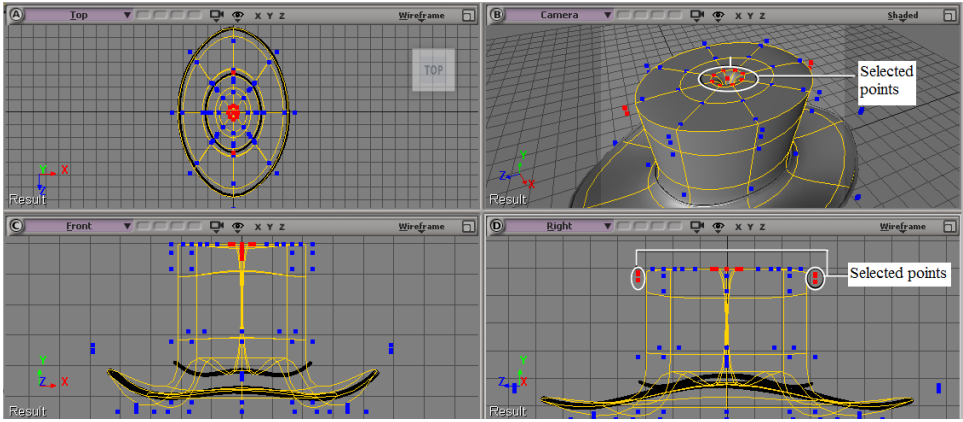 A Top X Y Z Wireframe
TOP
Y
X
Z
Result
B Camera X Y Z Shaded
Selected
points
Y
Z
X
Result
C Front X Y Z Wireframe
Y
Z X
Result
D Right X Y Z Wireframe
Selected points
Y
Z X
Result